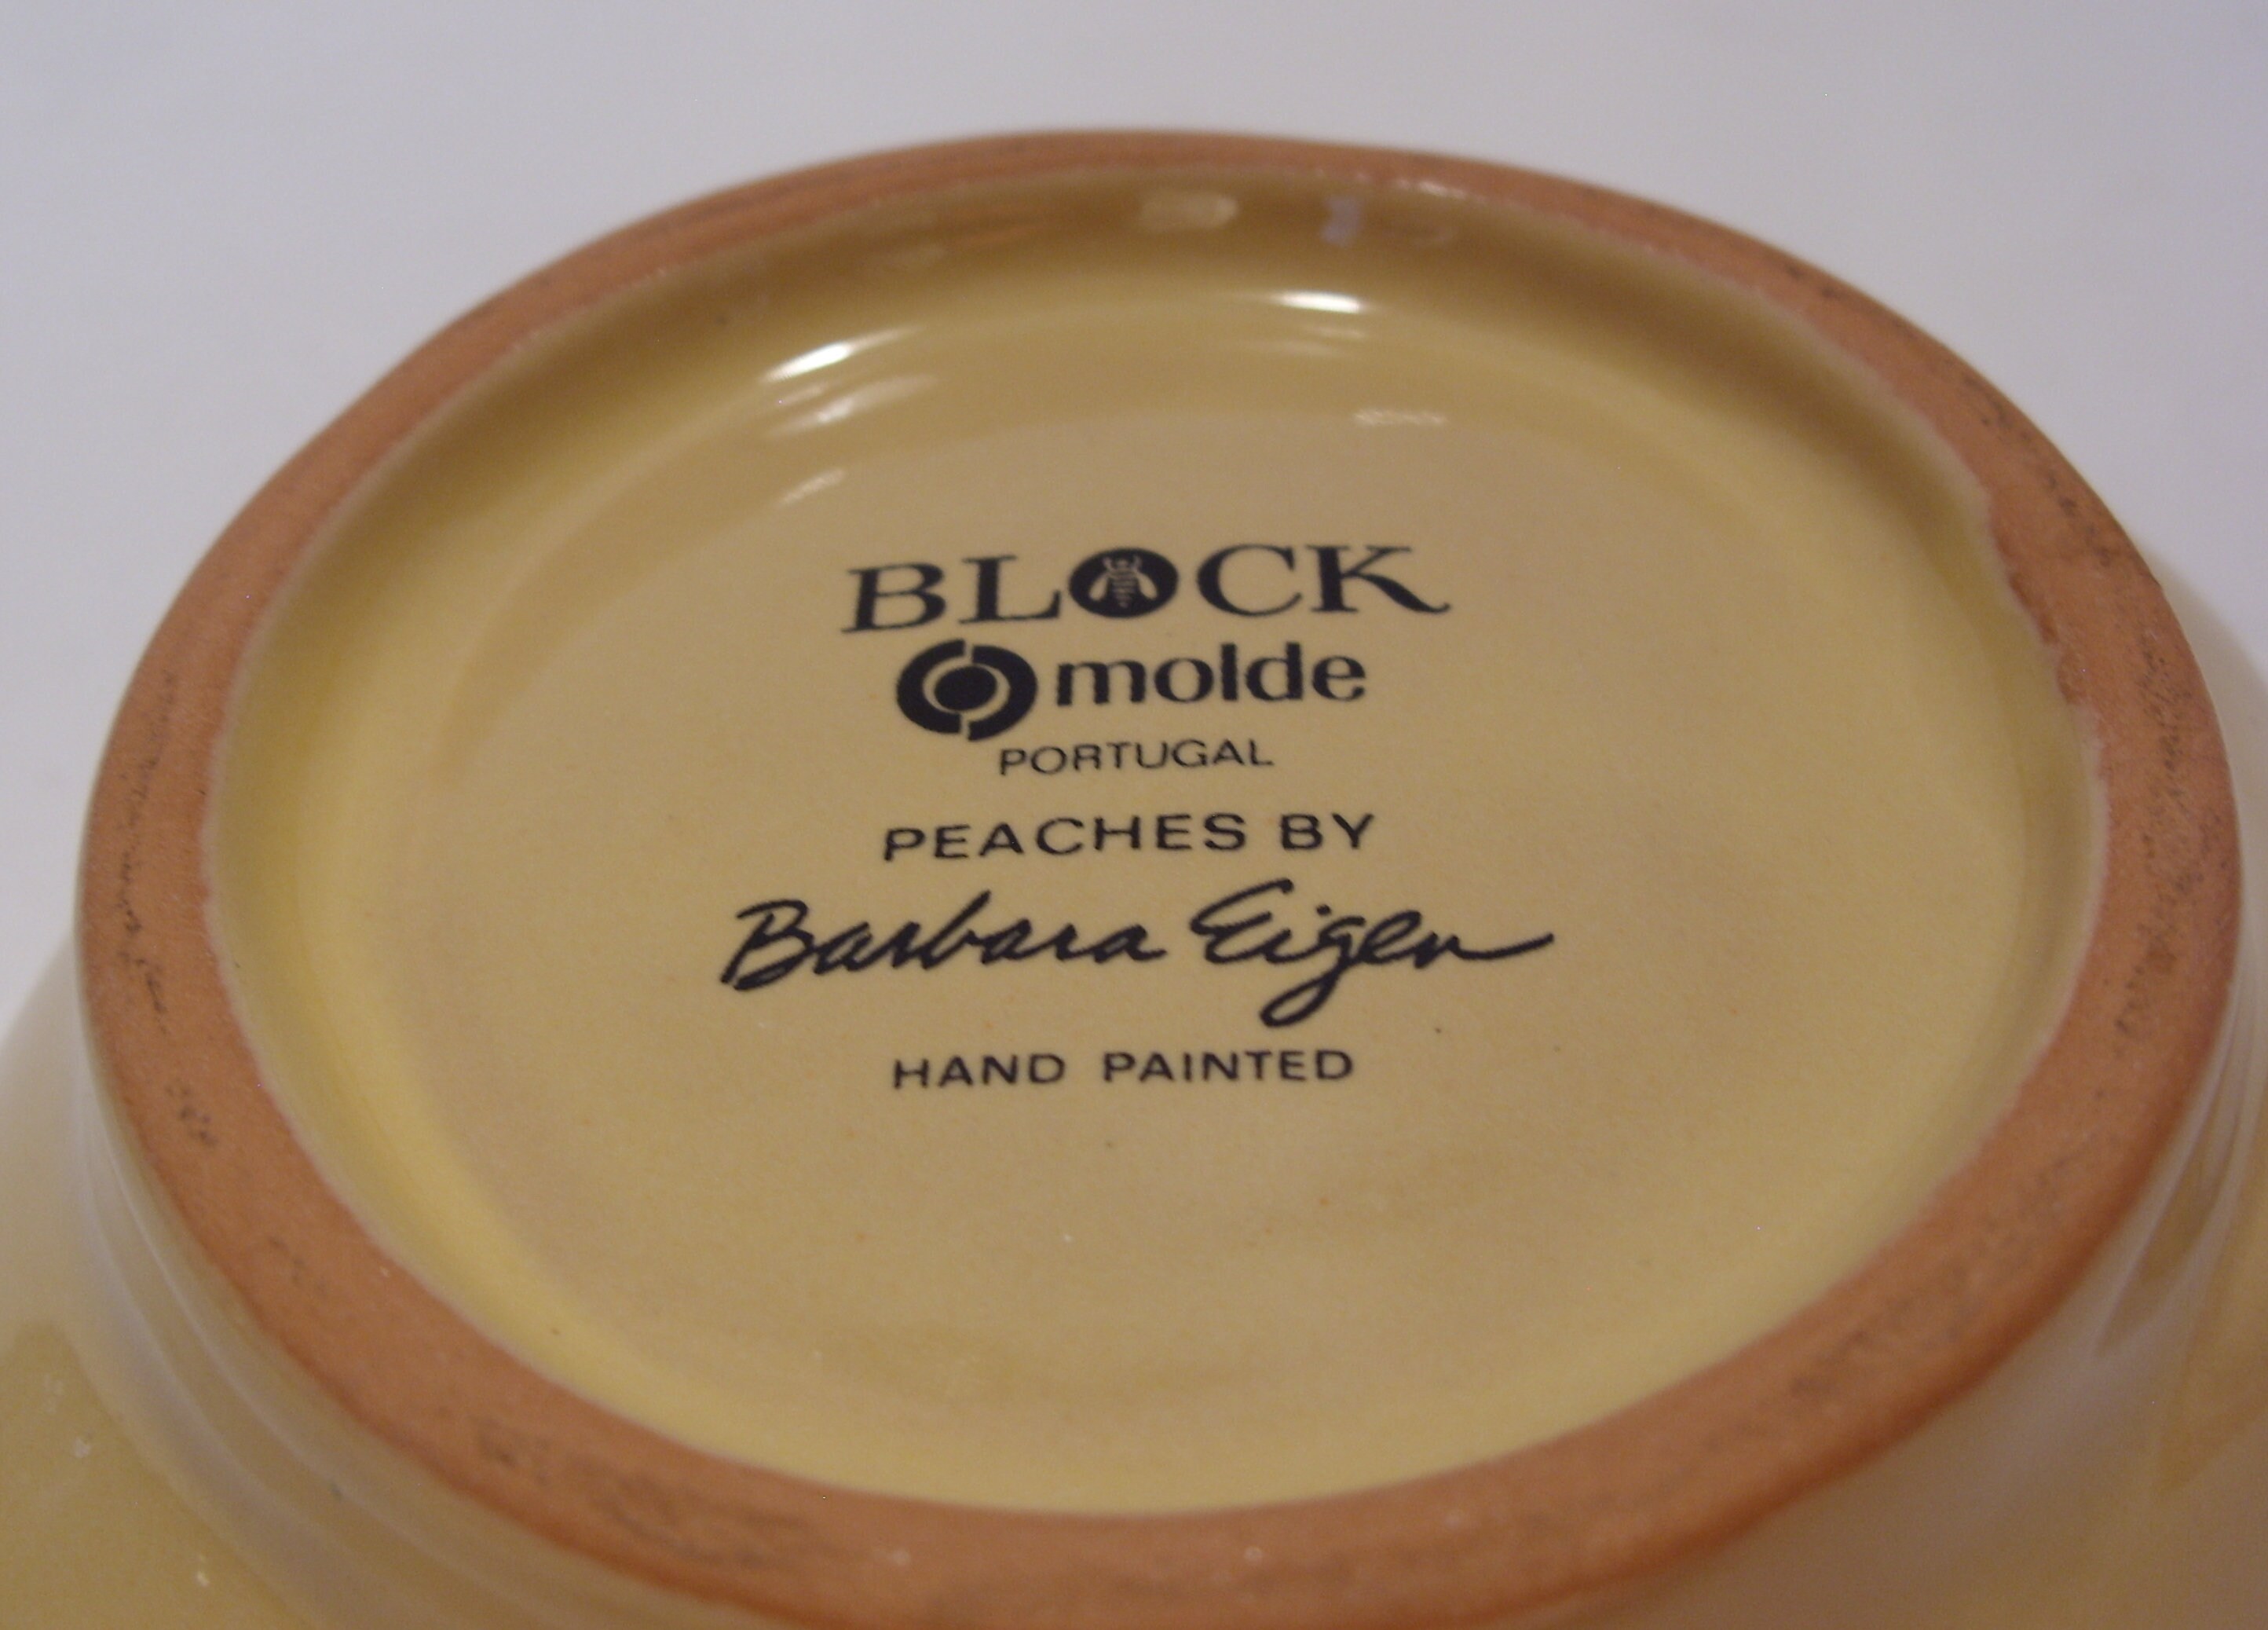 BLOCK
molde
PORTUGAL
PEACHES BY
Barbara Eigen
HAND PAINTED